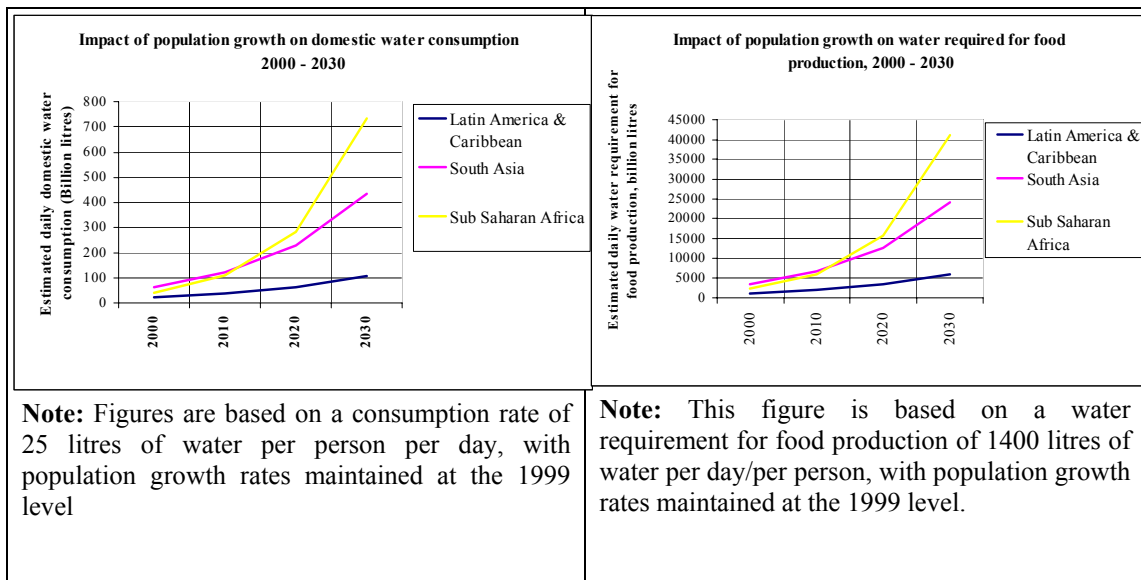 Impact of population growth on domestic water consumption
2000 - 2030
Estimated daily domestic water
consumption (Billion litres)
800
700
600
500
400
300
200
100
0
2000
2010
2020
2030
Latin America &
Caribbean
South Asia
Sub Saharan Africa
Note: Figures are based on a consumption rate of
25 litres of water per person per day, with
population growth rates maintained at the 1999
level
Impact of population growth on water required for food
production, 2000 - 2030
Estimated daily water requirement for
food production, billion litres
45000
40000
35000
30000
25000
20000
15000
10000
5000
0
2000
2010
2020
2030
Latin America &
Caribbean
South Asia
Sub Saharan
Africa
Note: This figure is based on a water
requirement for food production of 1400 litres of
water per day/per person, with population growth
rates maintained at the 1999 level.